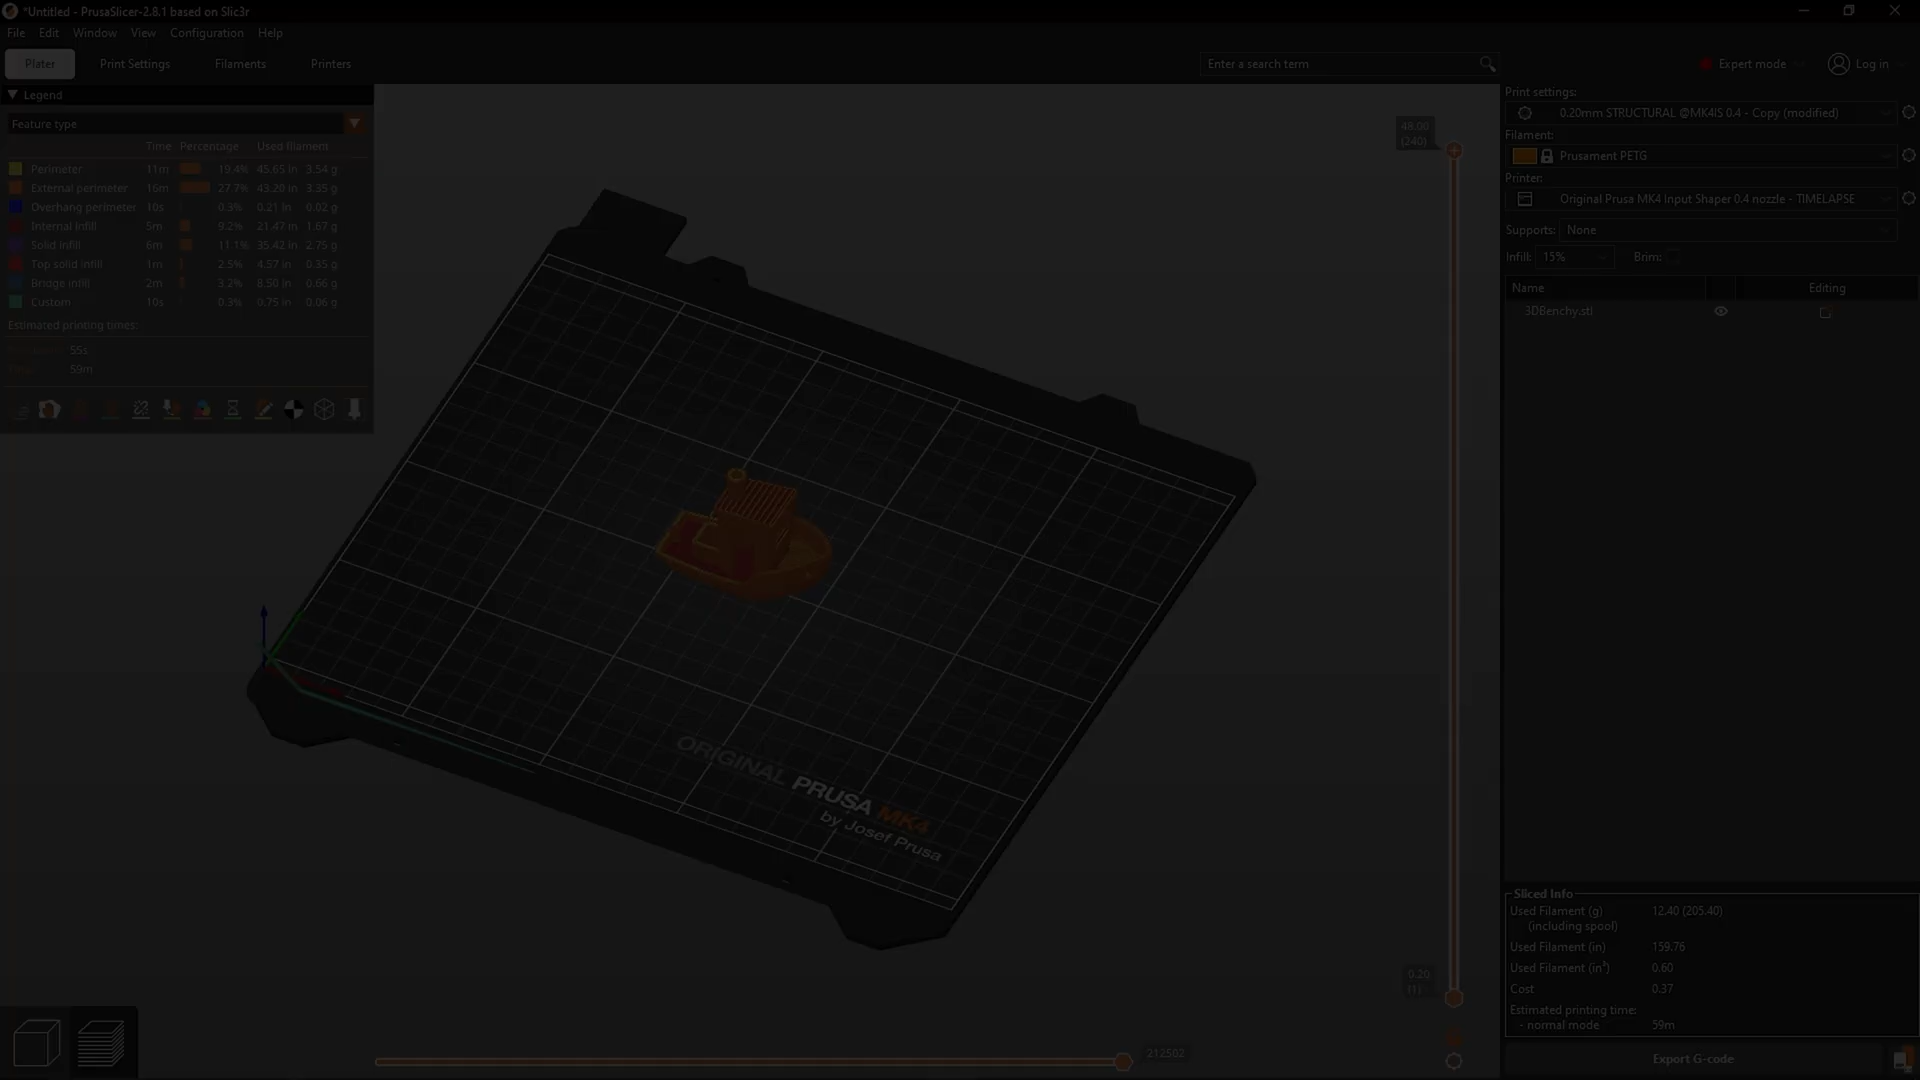 *Untitled - PrusaSlicer-2.8.1 based on Slic3r
File Edit Window View Configuration Help
Plater Print Settings Filaments Printers Enter a search term Expert mode Log in
Legend
Feature type
Time Percentage Used filament
Perimeter 11m 19.4% 45.65 in 3.54 g
External perimeter 16m 27.7% 43.20 in 3.35 g
Overhang perimeter 10s 0.3% 0.21 in 0.02 g
Internal infill 5m 9.2% 21.47 in 1.67 g
Solid infill 6m 11.1% 35.42 in 2.75 g
Top solid infill 1m 2.5% 4.57 in 0.35 g
Bridge infill 2m 3.2% 8.50 in 0.66 g
Custom 10s 0.3% 0.75 in 0.06 g
Estimated printing times:
55s
59m
48.00
(240)
ORIGINAL PRUSA MK4
by Josef Prusa
0.20
(1)
212502
Print settings:
0.20mm STRUCTURAL @MK4IS 0.4 - Copy (modified)
Filament:
Prusament PETG
Printer:
Original Prusa MK4 Input Shaper 0.4 nozzle - TIMELAPSE
Supports: None
Infill: 15% Brim:
Name Editing
3DBenchy.stl
Sliced Info
Used Filament (g) 12.40 (205.40)
(including spool)
Used Filament (in) 159.76
Used Filament (in³) 0.60
Cost 0.37
Estimated printing time:
- normal mode 59m
Export G-code